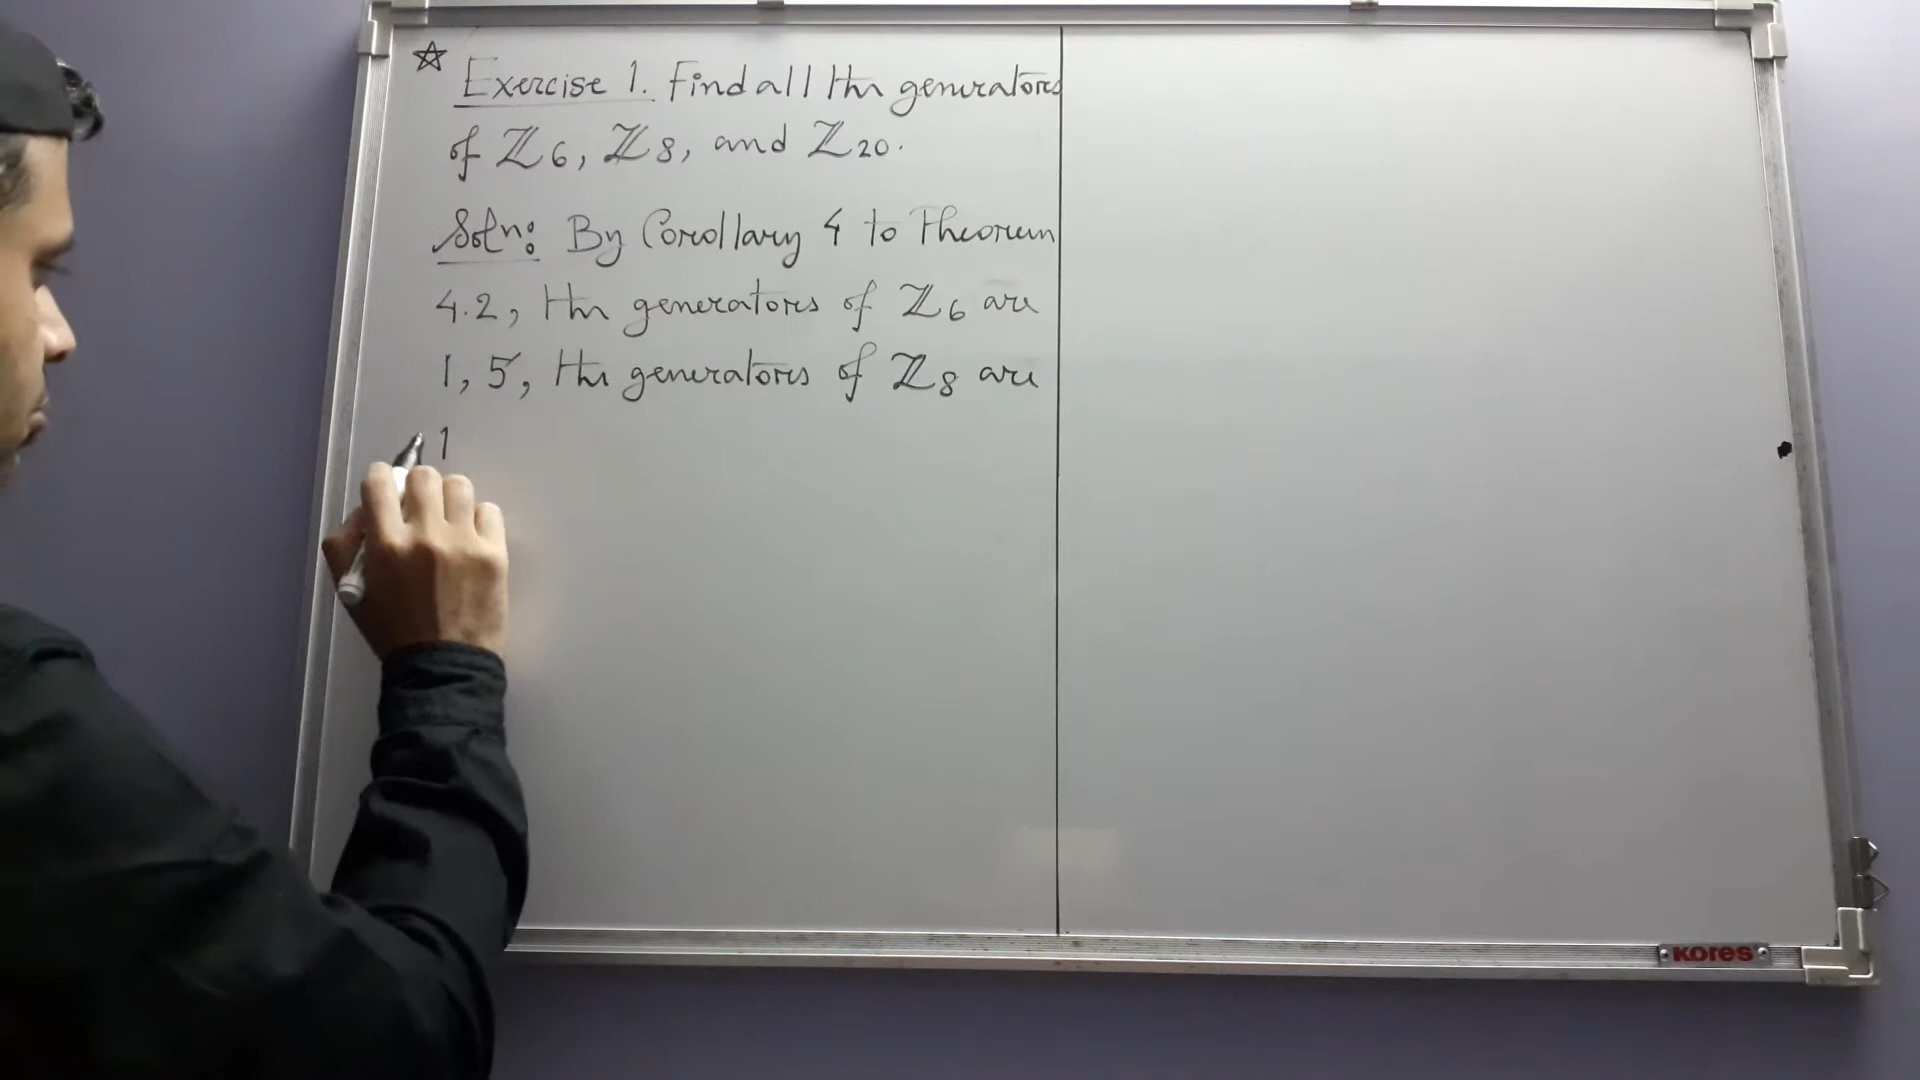 ☆ Exercise 1. Find all the generators
of ℤ6, ℤ8, and ℤ20.
Soln: By Corollary 4 to Theorem
4.2, the generators of ℤ6 are
1, 5, the generators of ℤ8 are
1
KORES